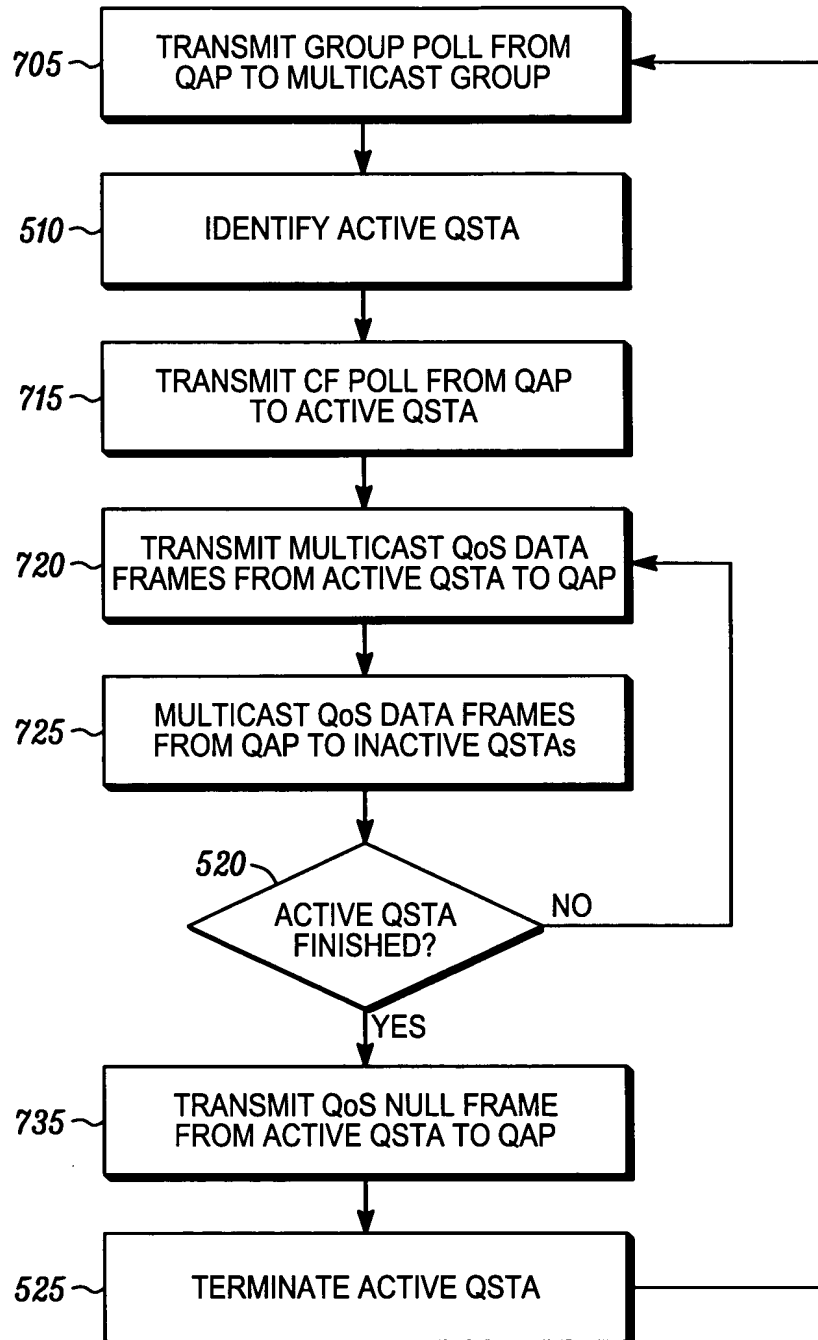 705
TRANSMIT GROUP POLL FROM
QAP TO MULTICAST GROUP
510
IDENTIFY ACTIVE QSTA
715
TRANSMIT CF POLL FROM QAP
TO ACTIVE QSTA
720
TRANSMIT MULTICAST QoS DATA
FRAMES FROM ACTIVE QSTA TO QAP
725
MULTICAST QoS DATA FRAMES
FROM QAP TO INACTIVE QSTAs
520
ACTIVE QSTA
FINISHED?
NO
YES
735
TRANSMIT QoS NULL FRAME
FROM ACTIVE QSTA TO QAP
525
TERMINATE ACTIVE QSTA